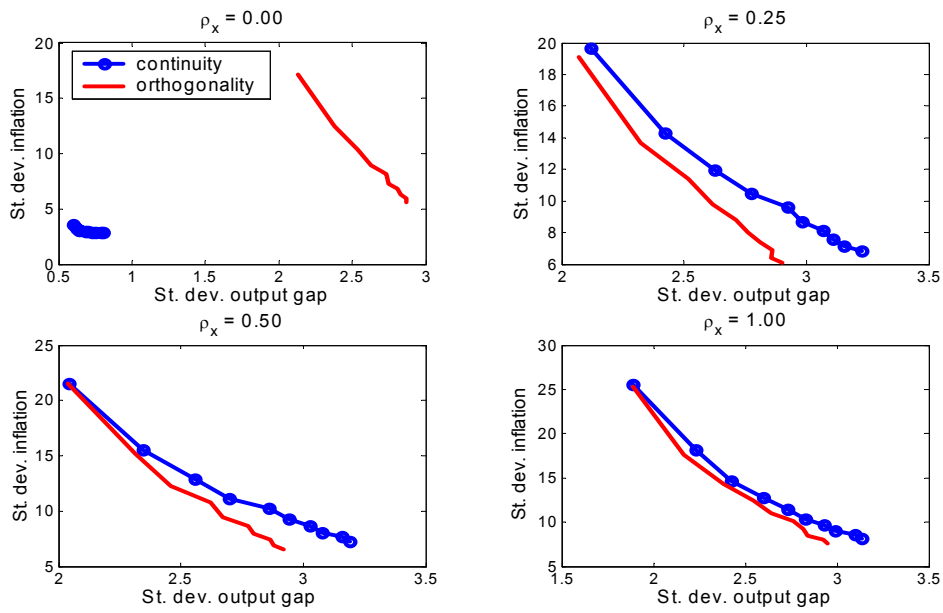 ρx = 0.00
20
15
10
5
0
0.5 1 1.5 2 2.5 3
St. dev. inflation
St. dev. output gap
continuity
orthogonality
ρx = 0.25
20
18
16
14
12
10
8
6
2 2.5 3 3.5
St. dev. inflation
St. dev. output gap
ρx = 0.50
25
20
15
10
5
2 2.5 3 3.5
St. dev. inflation
St. dev. output gap
ρx = 1.00
30
25
20
15
10
5
1.5 2 2.5 3 3.5
St. dev. inflation
St. dev. output gap